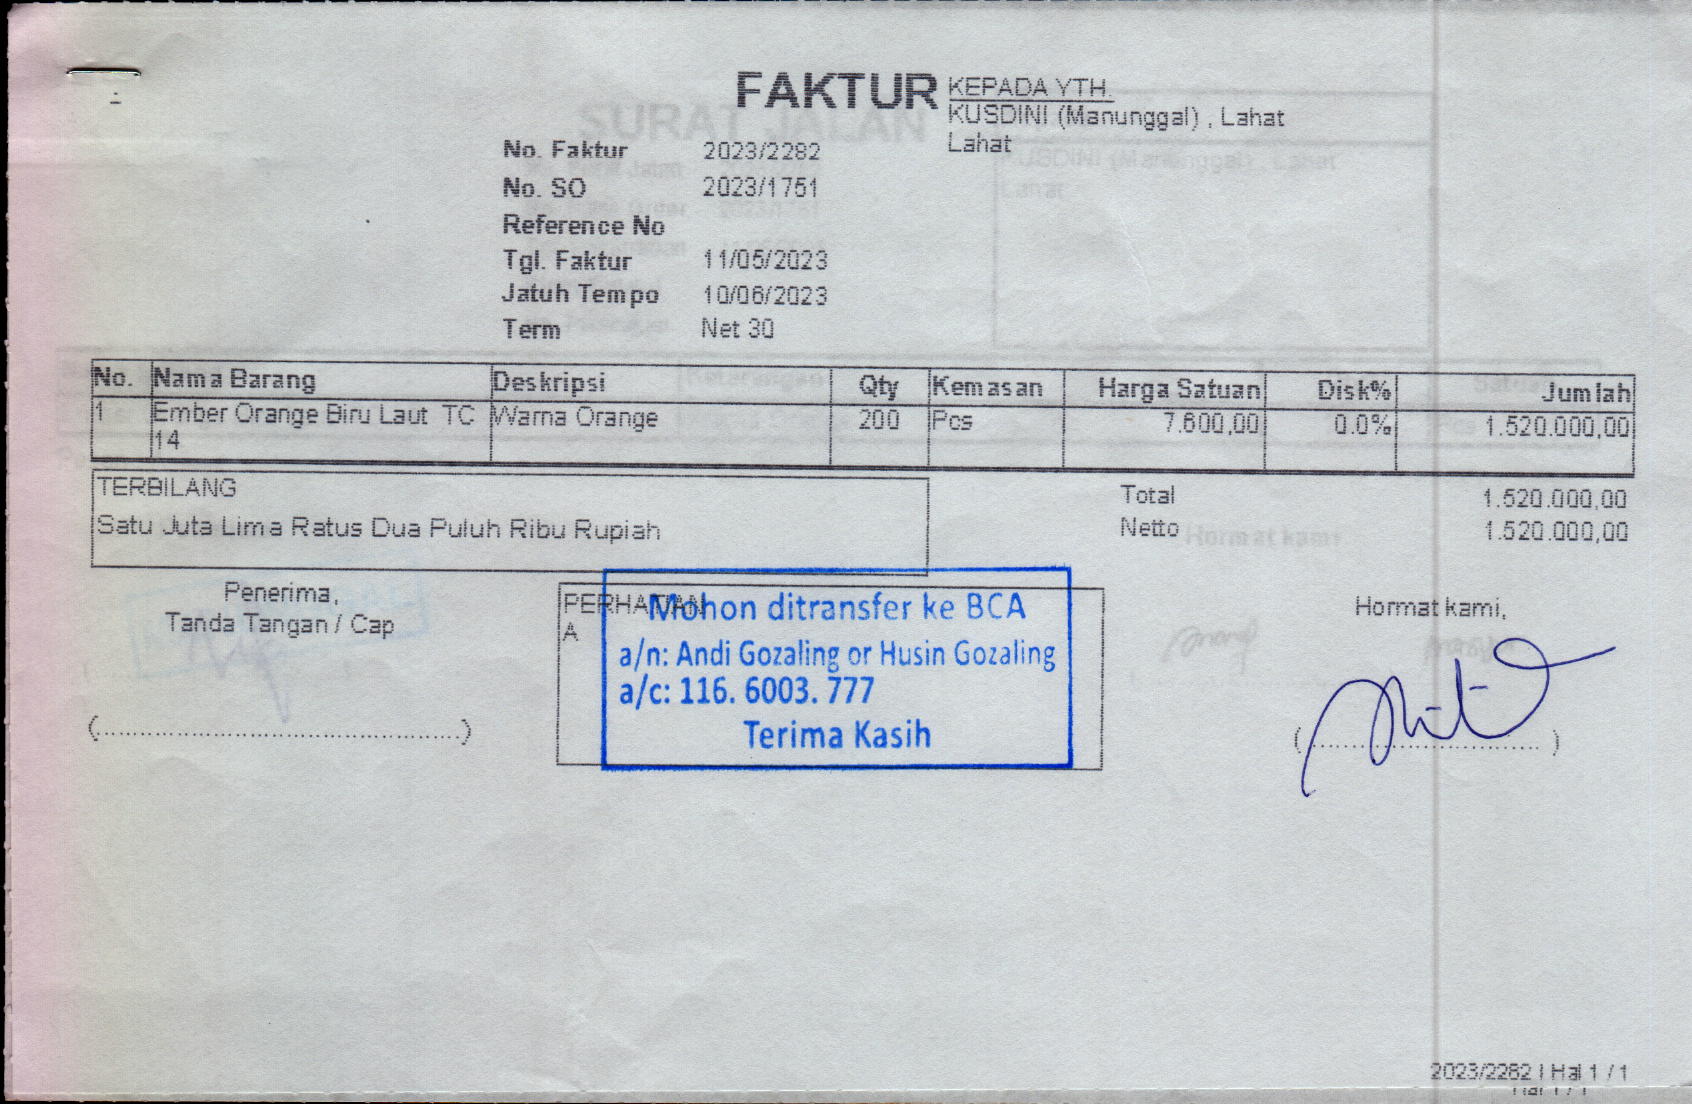 FAKTUR
KEPADA YTH.
KUSDINI (Manunggal) , Lahat
Lahat
SURAT JALAN
No. Faktur 2023/2282
No. SO 2023/1751
Reference No
Tgl. Faktur 11/05/2023
Jatuh Tempo 10/06/2023
Term Net 30
No. Nama Barang Deskripsi Qty Kemasan Harga Satuan Disk% Jumlah
1 Ember Orange Biru Laut TC Warna Orange 200 Pcs 7.600,00 0.0% 1.520.000,00
14
TERBILANG
Satu Juta Lima Ratus Dua Puluh Ribu Rupiah
Total 1.520.000,00
Netto 1.520.000,00
Penerima,
Tanda Tangan / Cap
(..............................................)
PERHATIAN
A
Mohon ditransfer ke BCA
a/n: Andi Gozaling or Husin Gozaling
a/c: 116. 6003. 777
Terima Kasih
Hormat kami,
(..............................)
2023/2282 | Hal 1 / 1
Hal 1 / 1